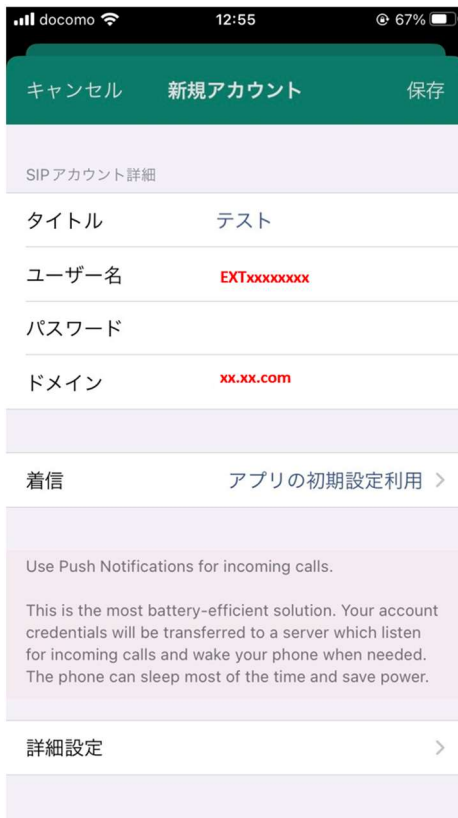 docomo 12:55 67%
キャンセル 新規アカウント 保存
SIPアカウント詳細
タイトル テスト
ユーザー名 EXTxxxxxxxx
パスワード
ドメイン xx.xx.com
着信 アプリの初期設定利用
Use Push Notifications for incoming calls.
This is the most battery-efficient solution. Your account
credentials will be transferred to a server which listen
for incoming calls and wake your phone when needed.
The phone can sleep most of the time and save power.
詳細設定